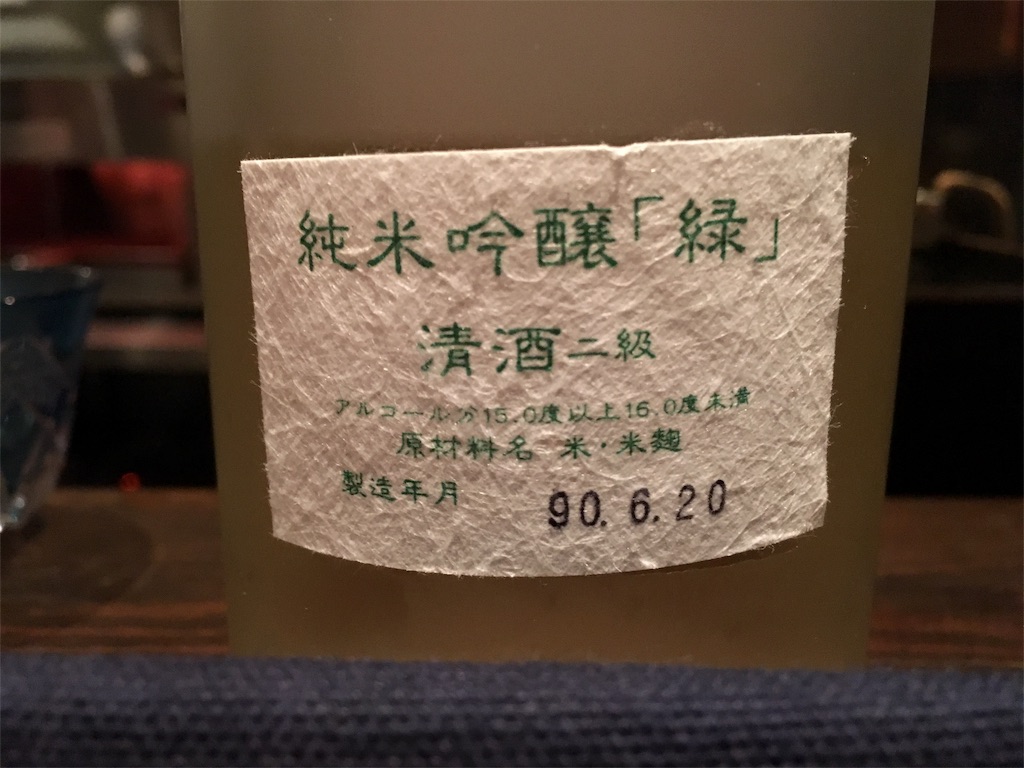 純米吟醸「緑」
清酒二級
アルコール分15.0度以上16.0度未満
原材料名 米・米麹
製造年月 90.6.20